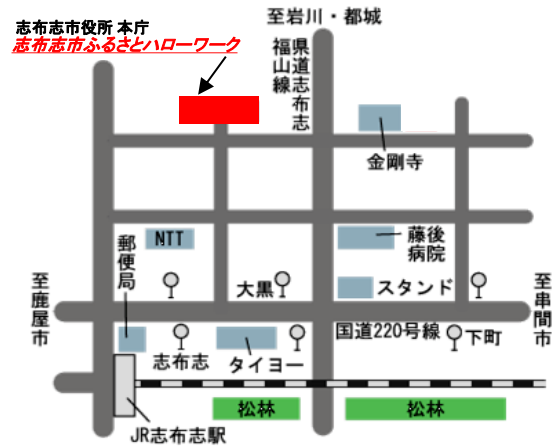 至岩川・都城
志布志市役所 本庁
志布志市ふるさとハローワーク
県道志布志
福山線
金剛寺
NTT
郵便局
藤後
病院
大黒
スタンド
至鹿屋市
至串間市
国道220号線
下町
志布志
タイヨー
松林
松林
JR志布志駅